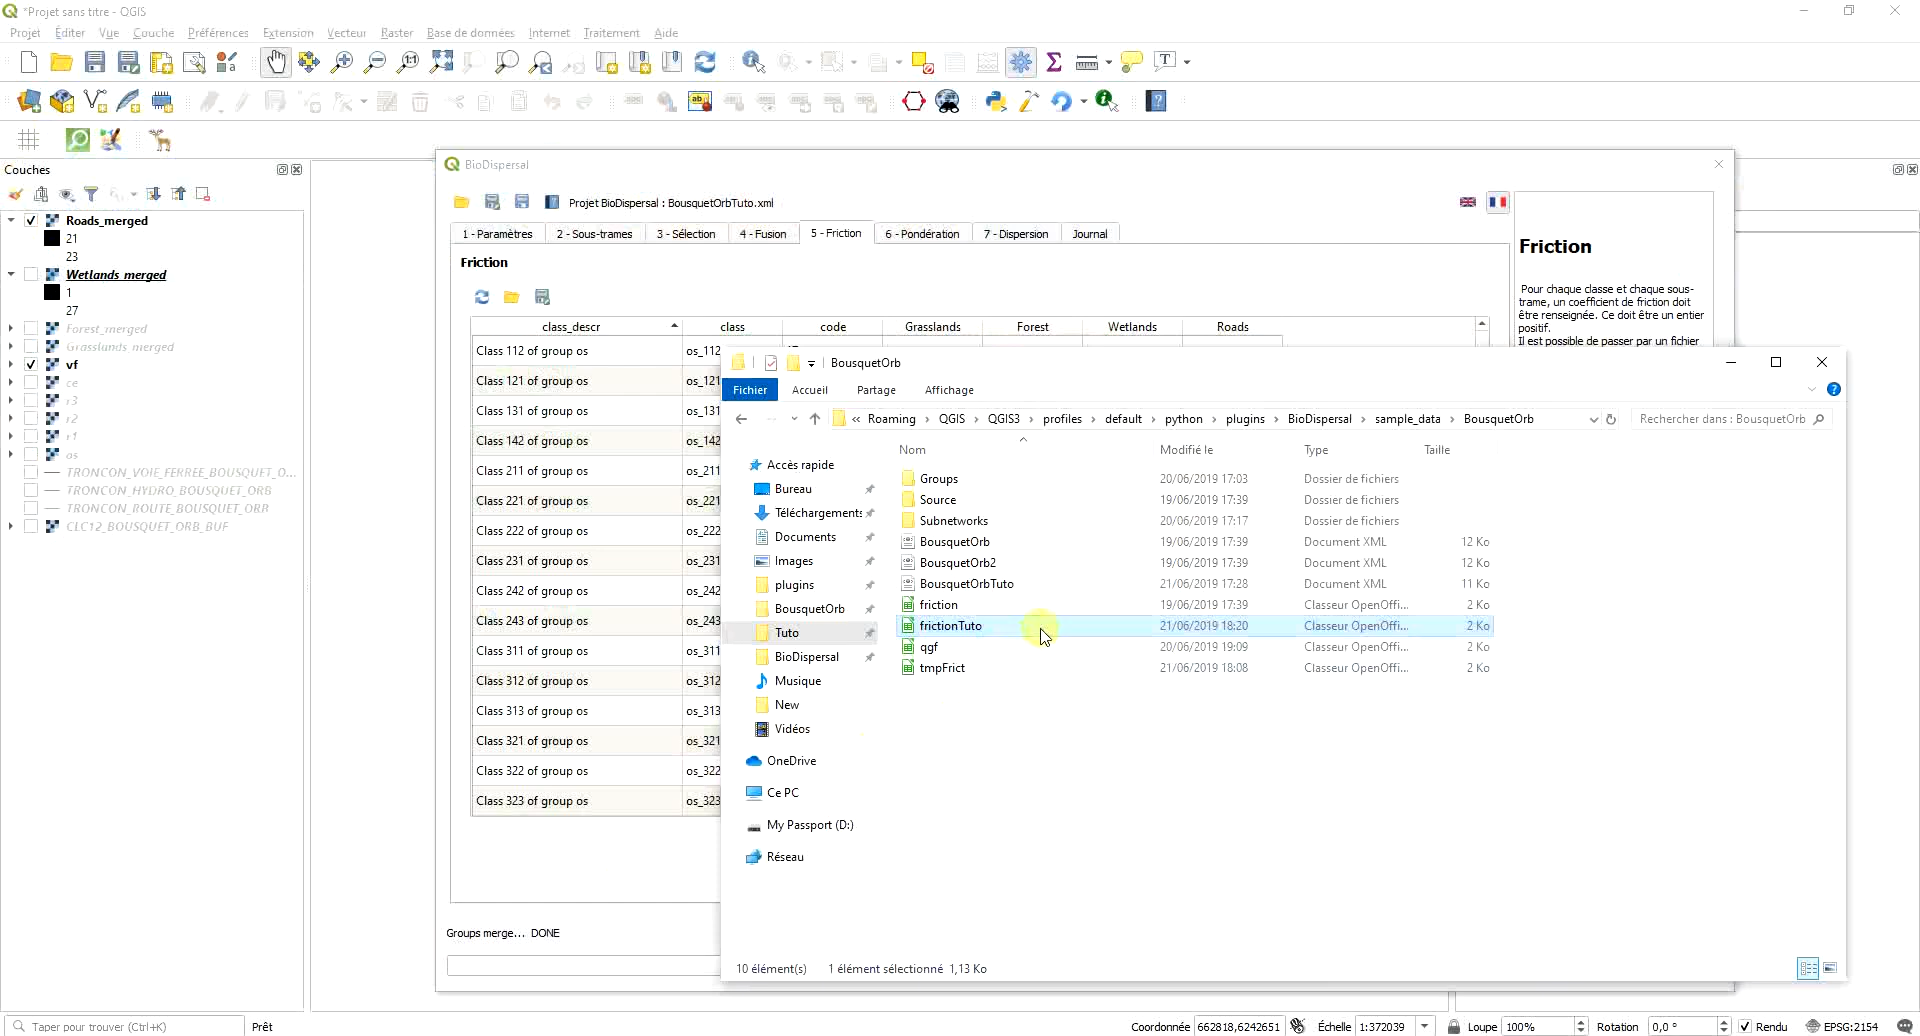 *Projet sans titre - QGIS
Projet Éditer Vue Couche Préférences Extension Vecteur Raster Base de données Internet Traitement Aide
Couches
Roads_merged
21
23
Wetlands merged
1
27
Forest_merged
Grasslands_merged
vf
ce
r3
r2
r1
os
TRONCON_VOIE_FERREE_BOUSQUET_O...
TRONCON_HYDRO_BOUSQUET_ORB
TRONCON_ROUTE_BOUSQUET_ORB
CLC12_BOUSQUET_ORB_BUF
BioDispersal
Projet BioDispersal : BousquetOrbTuto.xml
1 - Paramètres 2 - Sous-trames 3 - Sélection 4 - Fusion 5 - Friction 6 - Pondération 7 - Dispersion Journal
Friction
class_descr class code Grasslands Forest Wetlands Roads
Class 112 of group os os_112
Class 121 of group os os_121
Class 131 of group os os_131
Class 142 of group os os_142
Class 211 of group os os_211
Class 221 of group os os_221
Class 222 of group os os_222
Class 231 of group os os_231
Class 242 of group os os_242
Class 243 of group os os_243
Class 311 of group os os_311
Class 312 of group os os_312
Class 313 of group os os_313
Class 321 of group os os_321
Class 322 of group os os_322
Class 323 of group os os_323
Groups merge... DONE
Friction
Pour chaque classe et chaque sous-
trame, un coefficient de friction doit
être renseignée. Ce doit être un entier
positif.
Il est possible de passer par un fichier
BousquetOrb
Fichier Accueil Partage Affichage
« Roaming › QGIS › QGIS3 › profiles › default › python › plugins › BioDispersal › sample_data › BousquetOrb
Rechercher dans : BousquetOrb
Accès rapide
Bureau
Téléchargements
Documents
Images
plugins
BousquetOrb
Tuto
BioDispersal
Musique
New
Vidéos
OneDrive
Ce PC
My Passport (D:)
Réseau
Nom Modifié le Type Taille
Groups 20/06/2019 17:03 Dossier de fichiers
Source 19/06/2019 17:39 Dossier de fichiers
Subnetworks 20/06/2019 17:17 Dossier de fichiers
BousquetOrb 19/06/2019 17:39 Document XML 12 Ko
BousquetOrb2 19/06/2019 17:39 Document XML 12 Ko
BousquetOrbTuto 21/06/2019 17:28 Document XML 11 Ko
friction 19/06/2019 17:39 Classeur OpenOffi... 2 Ko
frictionTuto 21/06/2019 18:20 Classeur OpenOffi... 2 Ko
qgf 20/06/2019 19:09 Classeur OpenOffi... 2 Ko
tmpFrict 21/06/2019 18:08 Classeur OpenOffi... 2 Ko
10 élément(s) 1 élément sélectionné 1,13 Ko
Taper pour trouver (Ctrl+K) Prêt Coordonnée 662818,6242651 Échelle 1:372039 Loupe 100% Rotation 0,0 ° Rendu EPSG:2154